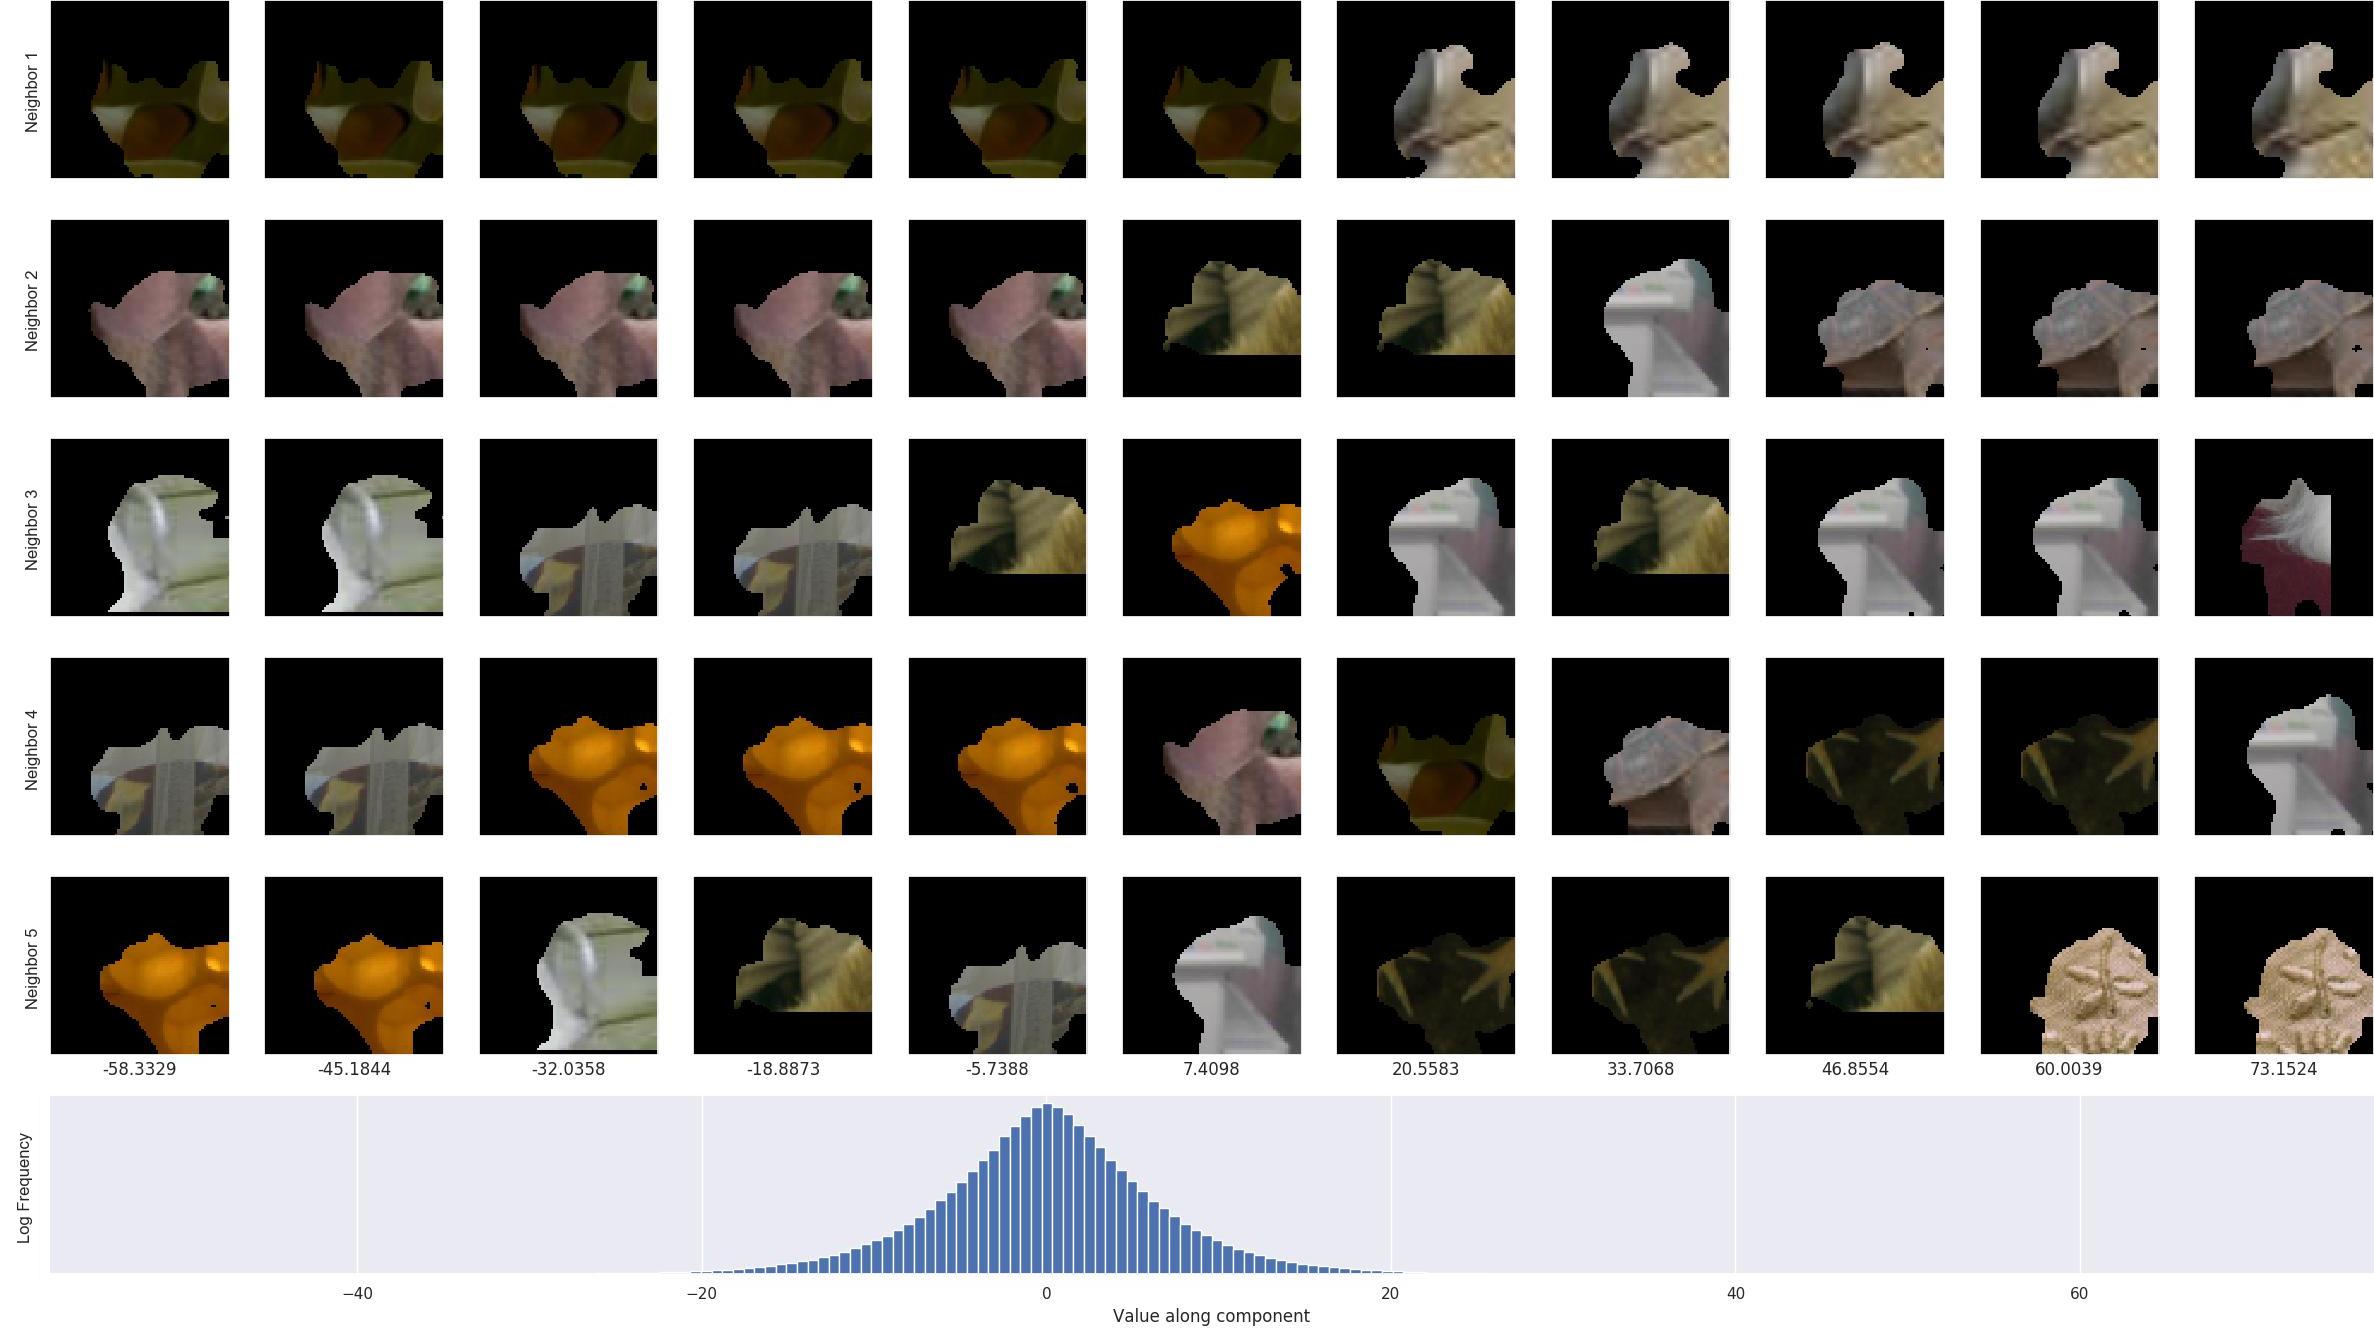 Neighbor 1
Neighbor 2
Neighbor 3
Neighbor 4
Neighbor 5
-58.3329 -45.1844 -32.0358 -18.8873 -5.7388 7.4098 20.5583 33.7068 46.8554 60.0039 73.1524
Log Frequency
−40 −20 0 20 40 60
Value along component